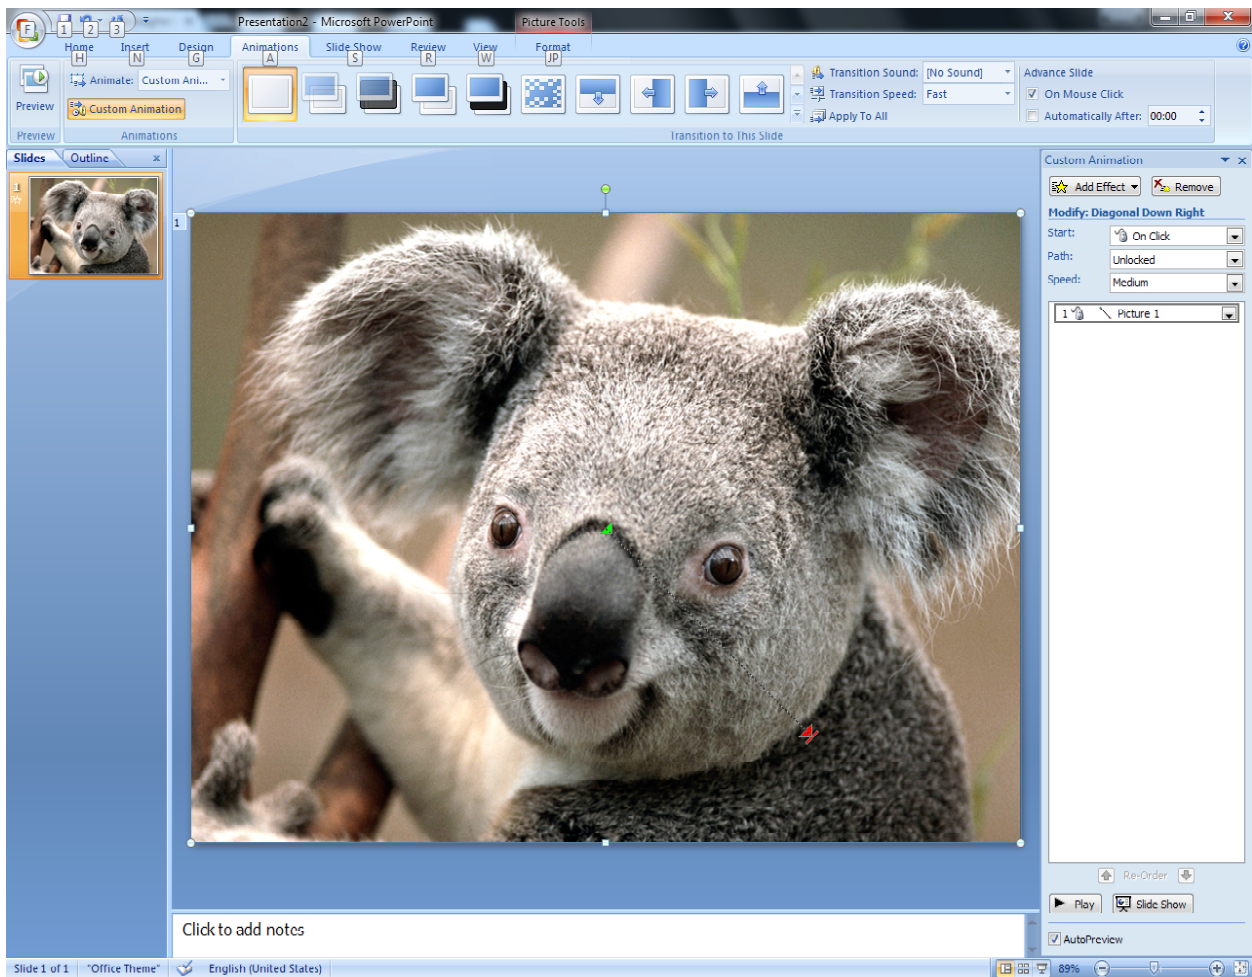 Presentation2 - Microsoft PowerPoint
Picture Tools
F
1 2 3
Home Insert Design Animations Slide Show Review View Format
H N G A S R W JP
Preview
Animate: Custom Ani...
Custom Animation
Transition Sound: [No Sound]
Transition Speed: Fast
Apply To All
Advance Slide
On Mouse Click
Automatically After: 00:00
Preview
Animations
Transition to This Slide
Slides Outline
1
1
Custom Animation
Add Effect Remove
Modify: Diagonal Down Right
Start: On Click
Path: Unlocked
Speed: Medium
1 Picture 1
Re-Order
Play Slide Show
AutoPreview
Click to add notes
Slide 1 of 1 "Office Theme" English (United States) 89%